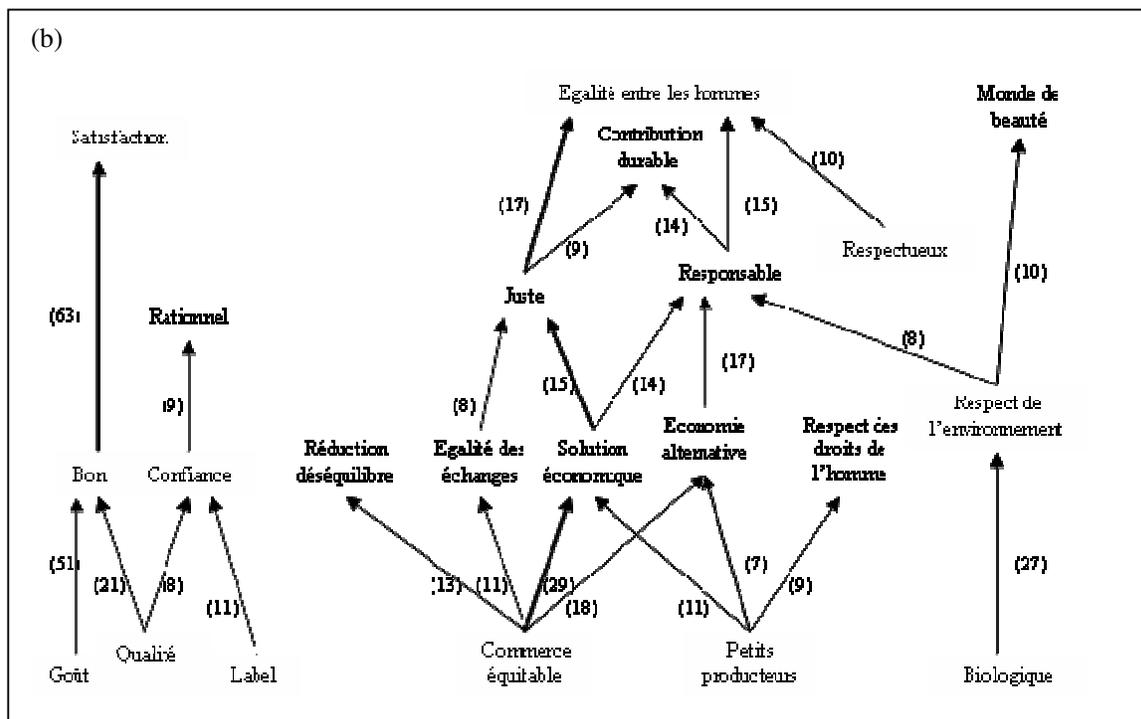 (b)
Egalité entre les hommes
Monde de
beauté
Satisfaction
Contribution
durable
(10)
(17)
(15)
(9)
(14)
Respectueux
(10)
Juste
Responsable
(63)
Rationnel
(8)
(17)
(9)
(8)
(15)
(14)
Respect de
l'environnement
Réduction
déséquilibre
Egalité des
échanges
Solution
économique
Economie
alternative
Respect des
droits de
l'homme
Bon
Confiance
(51)
(21)
(8)
(11)
(13)
(11)
(29)
(18)
(11)
(7)
(9)
(27)
Goût
Qualité
Label
Commerce
équitable
Petits
producteurs
Biologique